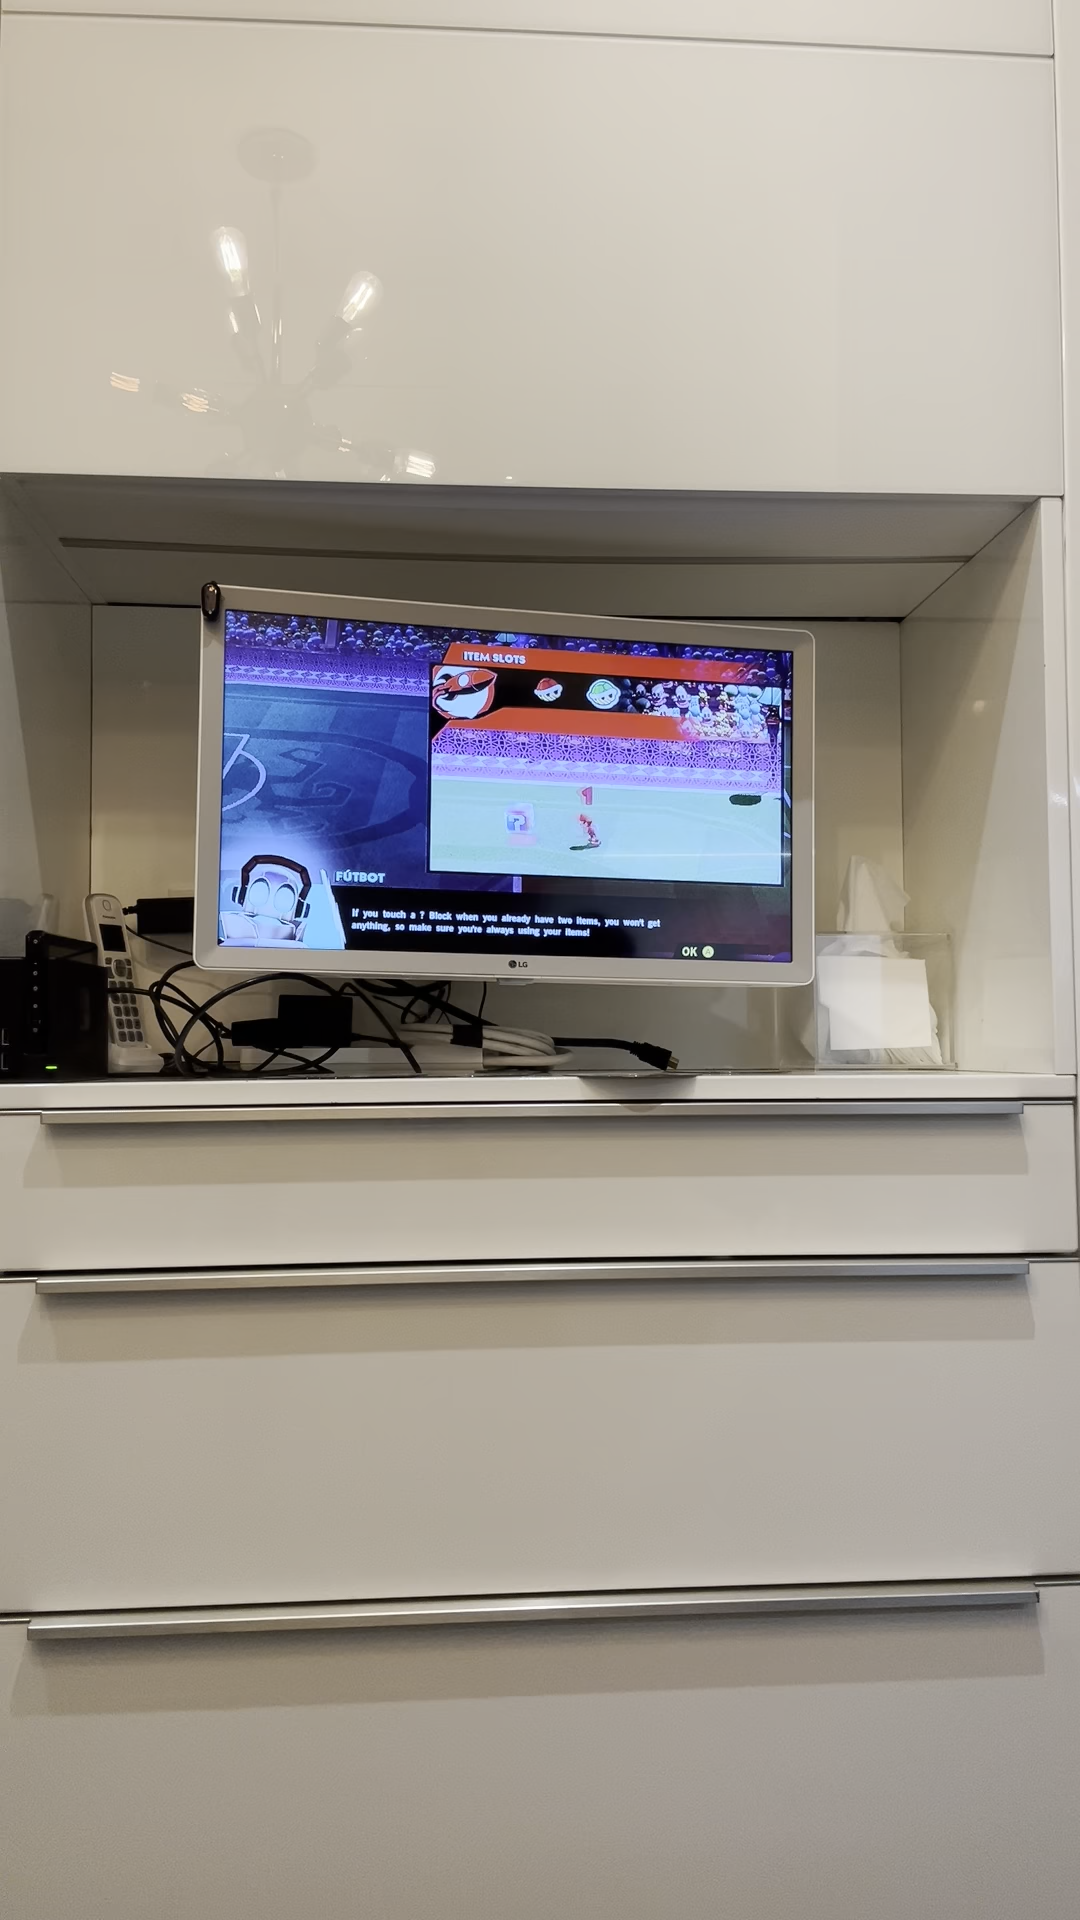 ITEM SLOTS
1
?
FÚTBOT
If you touch a ? Block when you already have two items, you won't get
anything, so make sure you're always using your items!
OK A
LG